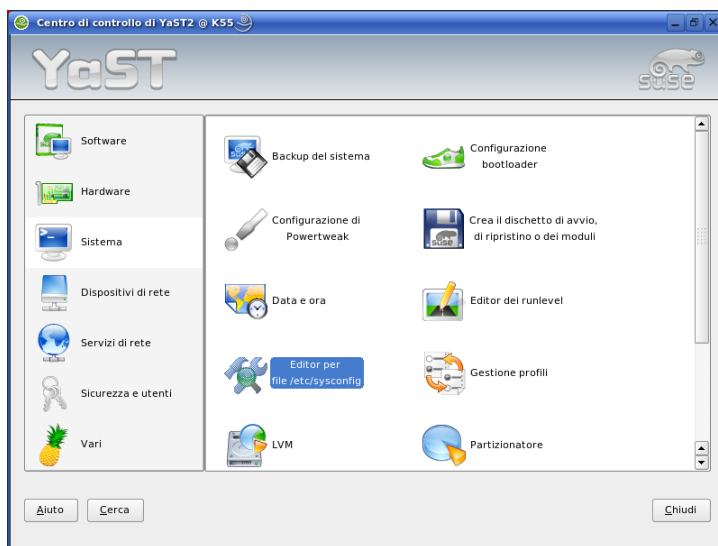 Centro di controllo di YaST2 @ K55
YaST
SUSE
Software
Hardware
Sistema
Dispositivi di rete
Servizi di rete
Sicurezza e utenti
Vari
Backup del sistema
Configurazione
bootloader
Configurazione di
Powertweak
Crea il dischetto di avvio,
di ripristino o dei moduli
Data e ora
Editor dei runlevel
Editor per
file /etc/sysconfig
Gestione profili
LVM
Partizionatore
Aiuto
Cerca
Chiudi